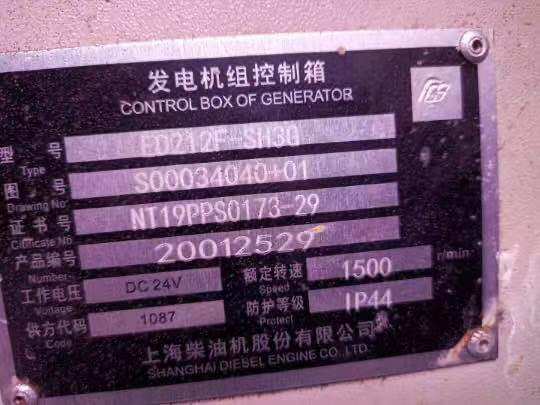 发电机组控制箱
CONTROL BOX OF GENERATOR
型 号 ED212F-SH3G
Type
图 号 S00034040+01
Drawing No
证 书 号 NT19PPS0173-29
Citificate No
产品编号 20012529
Number
工作电压 DC 24V 额定转速 1500 r/min
Voltage Speed
供方代码 1087 防护等级 IP44
Code Protect
上海柴油机股份有限公司
SHANGHAI DIESEL ENGINE CO. LTD.